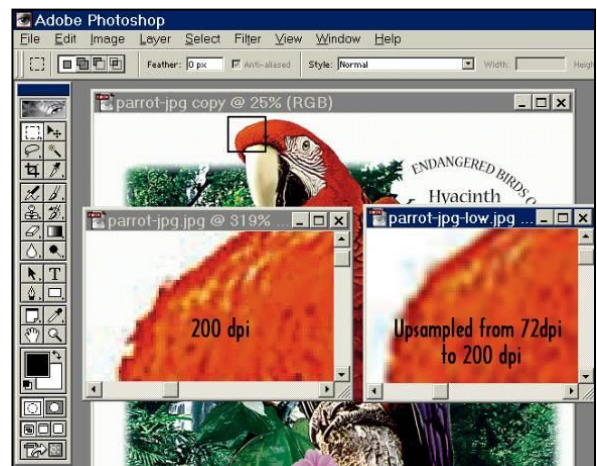 Adobe Photoshop
File Edit Image Layer Select Filter View Window Help
Feather: 0 px Anti-aliased Style: Normal Width: Heigh
parrot-jpg copy @ 25% (RGB)
ENDANGERED BIRDS
Hyacinth
parrot-jpg.jpg @ 319% ...
parrot-jpg-low.jpg ...
200 dpi
Upsampled from 72dpi
to 200 dpi